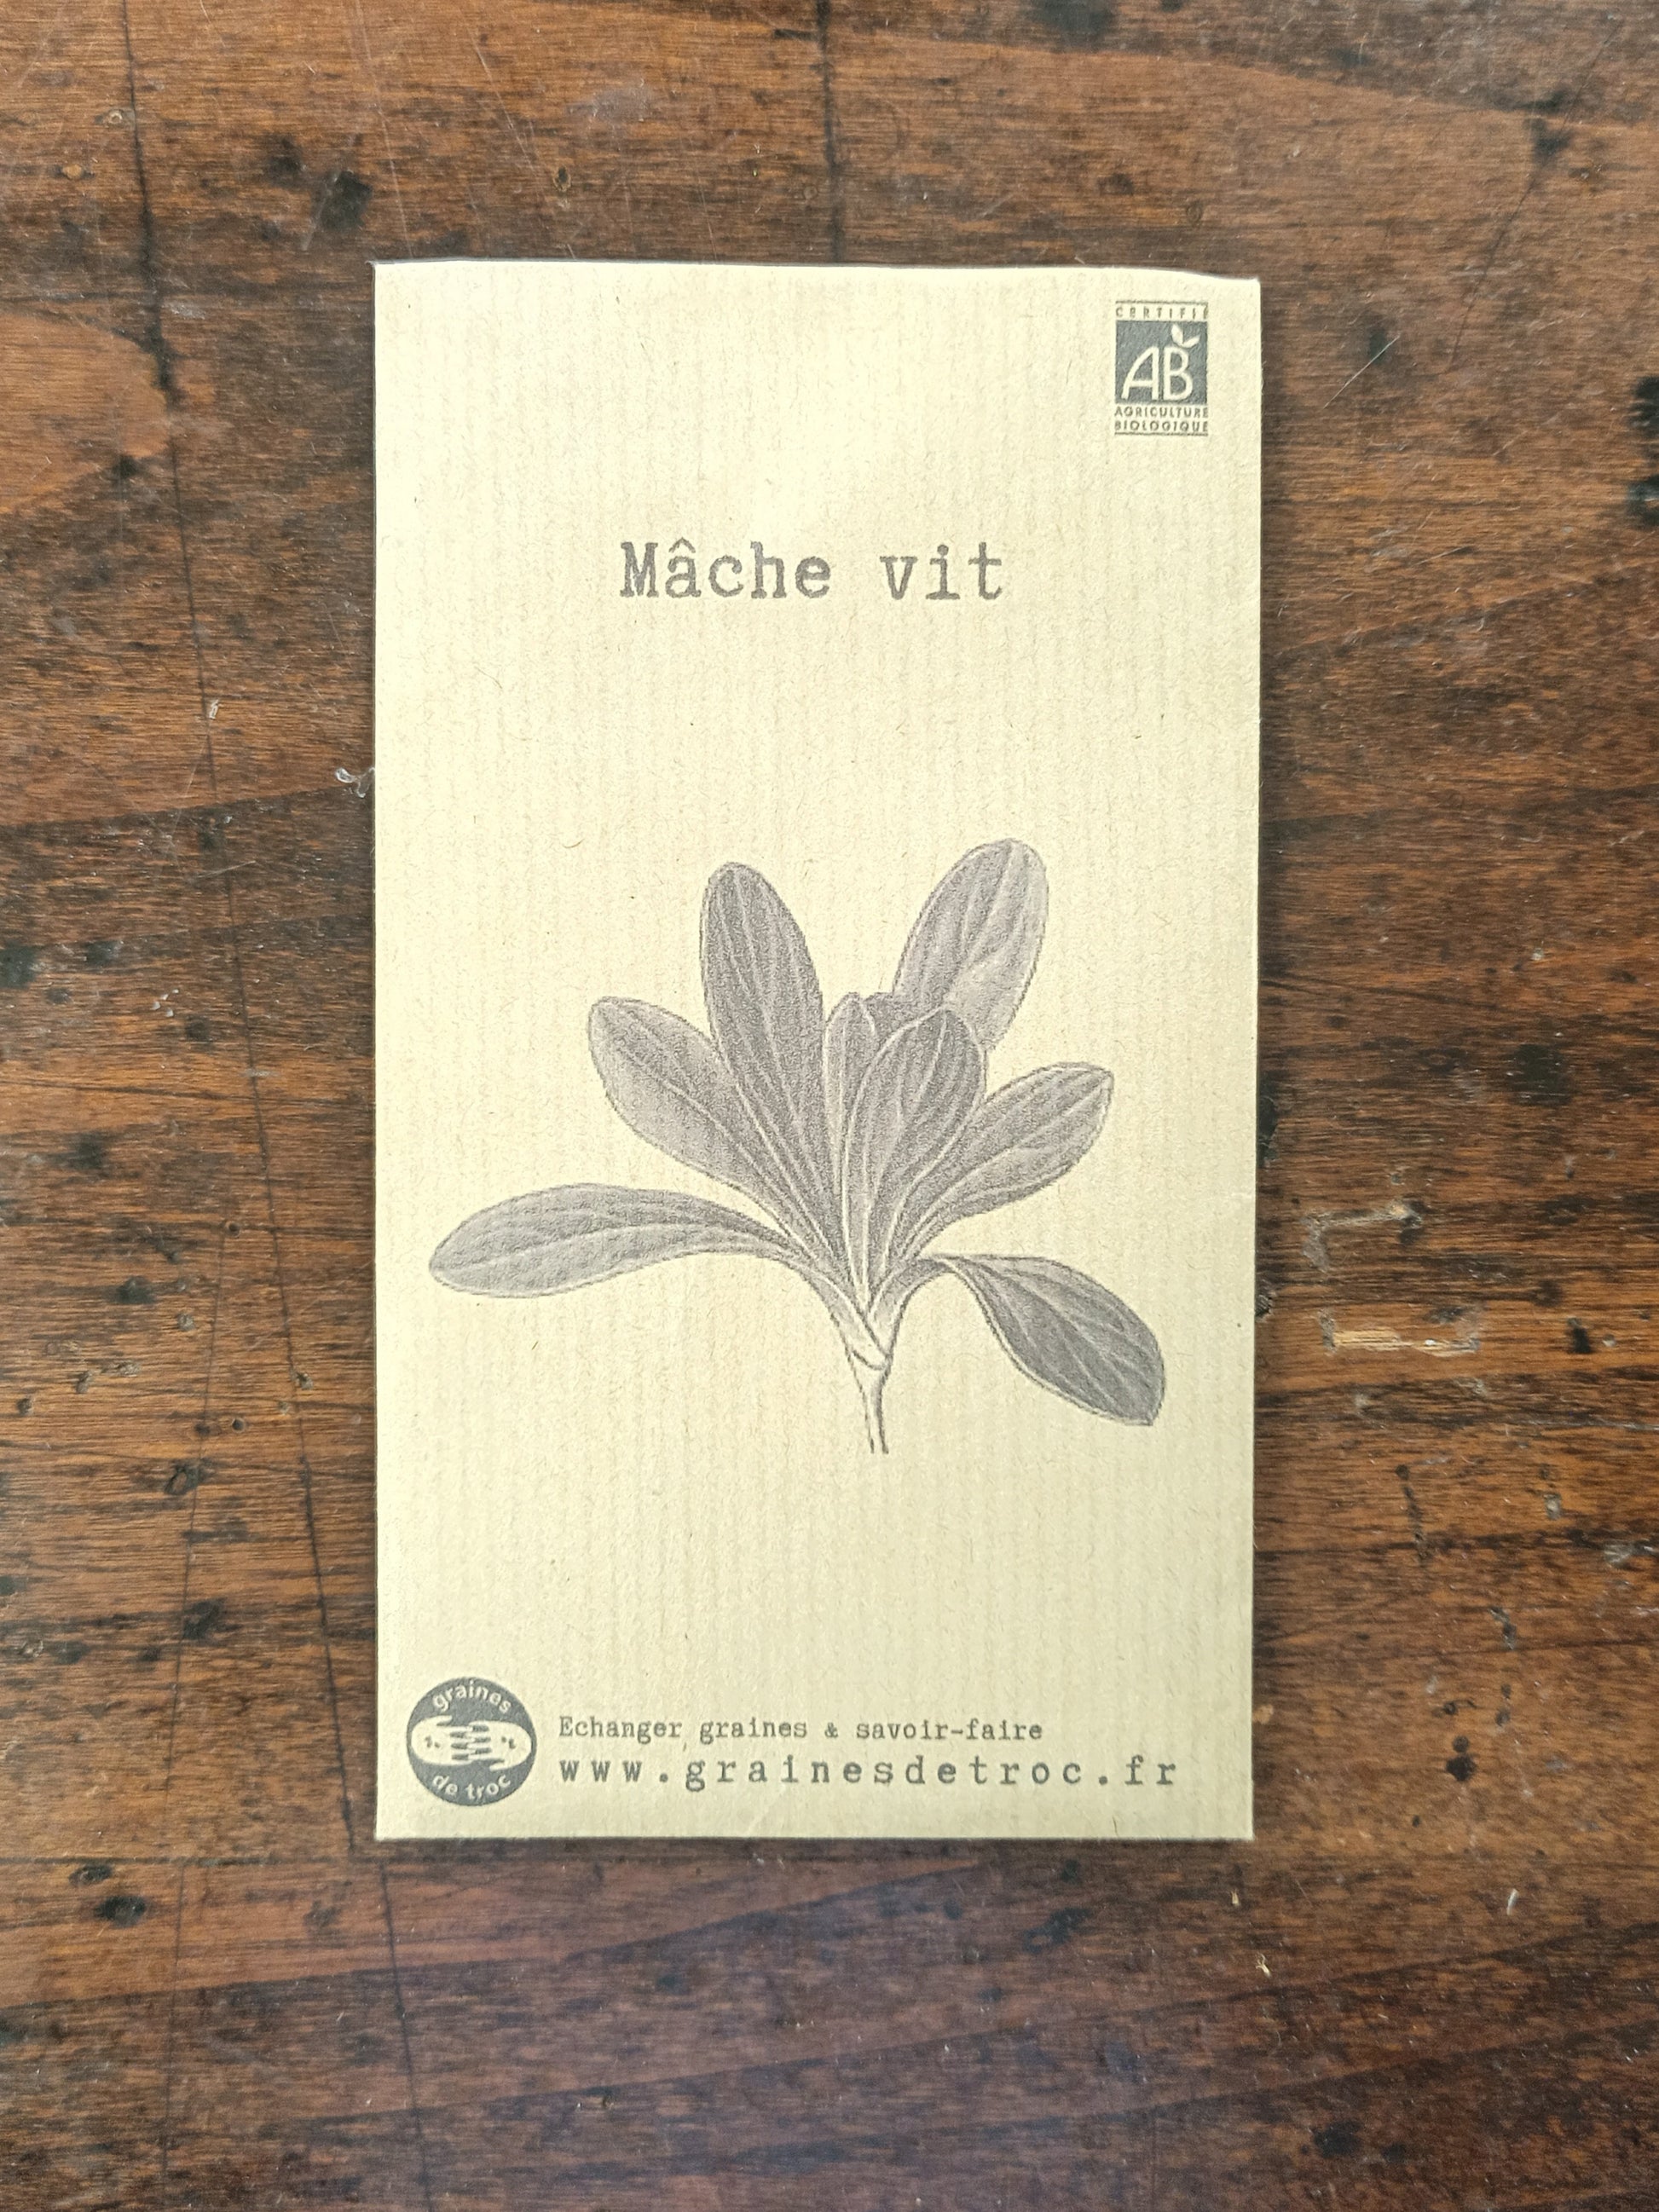 CERTIFIÉ
AB
AGRICULTURE
BIOLOGIQUE
Mâche vit
graines
de troc
Echanger graines & savoir-faire
www.grainesdetroc.fr